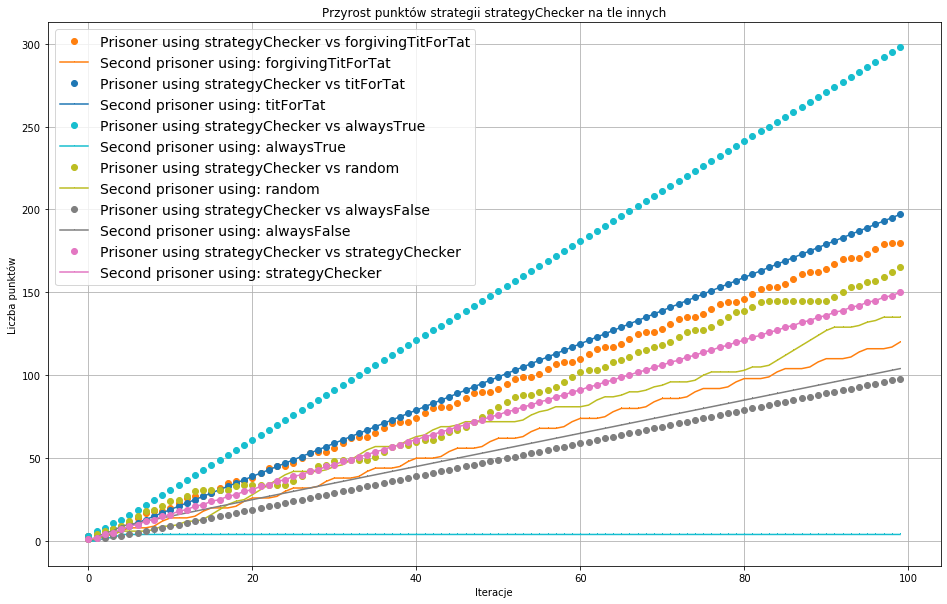 Przyrost punktów strategii strategyChecker na tle innych
Prisoner using strategyChecker vs forgivingTitForTat
Second prisoner using: forgivingTitForTat
Prisoner using strategyChecker vs titForTat
Second prisoner using: titForTat
Prisoner using strategyChecker vs alwaysTrue
Second prisoner using: alwaysTrue
Prisoner using strategyChecker vs random
Second prisoner using: random
Prisoner using strategyChecker vs alwaysFalse
Second prisoner using: alwaysFalse
Prisoner using strategyChecker vs strategyChecker
Second prisoner using: strategyChecker
Liczba punktów
300
250
200
150
100
50
0
0 20 40 60 80 100
Iteracje